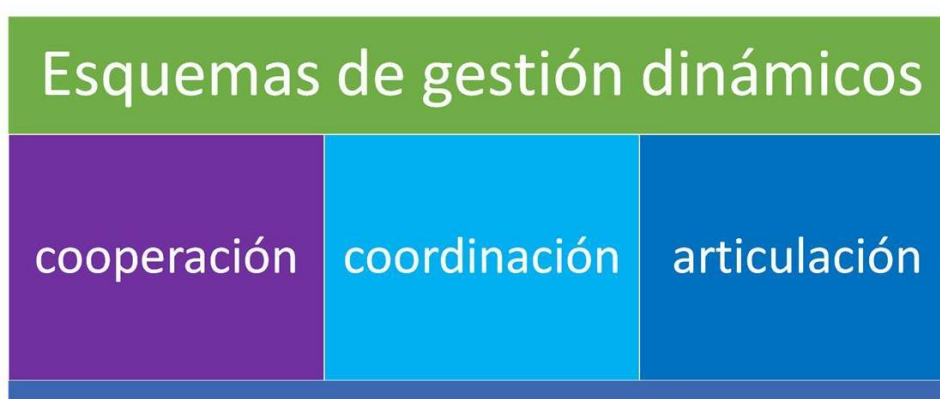 Esquemas de gestión dinámicos
cooperación
coordinación
articulación